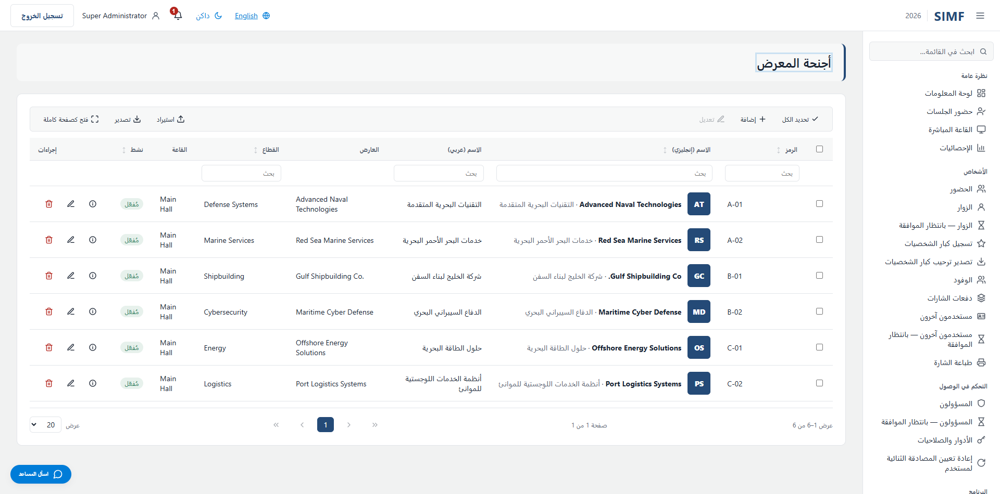 SIMF
2026
English
داكن
1
Super Administrator
تسجيل الخروج
ابحث في القائمة...
نظرة عامة
لوحة المعلومات
حضور الجلسات
القاعة المباشرة
الإحصائيات
الأشخاص
الحضور
الزوار
الزوار — بانتظار الموافقة
تسجيل كبار الشخصيات
تصدير ترحيب كبار الشخصيات
الوفود
دفعات الشارات
مستخدمون آخرون
مستخدمون آخرون — بانتظار
الموافقة
طباعة الشارة
التحكم في الوصول
المسؤولون
المسؤولون — بانتظار الموافقة
الأدوار والصلاحيات
إعادة تعيين المصادقة الثنائية
لمستخدم
البرنامج
أجنحة المعرض
تحديد الكل
إضافة
تعديل
استيراد
تصدير
فتح كصفحة كاملة
الرمز
الاسم (إنجليزي)
الاسم (عربي)
العارض
القطاع
القاعة
نشط
إجراءات
بحث
بحث
بحث
بحث
A-01
AT
Advanced Naval Technologies · التقنيات البحرية المتقدمة
التقنيات البحرية المتقدمة
Advanced Naval
Technologies
Defense Systems
Main
Hall
مُفعّل
A-02
RS
Red Sea Marine Services · خدمات البحر الأحمر البحرية
خدمات البحر الأحمر البحرية
Red Sea Marine Services
Marine Services
Main
Hall
مُفعّل
B-01
GC
.Gulf Shipbuilding Co · شركة الخليج لبناء السفن
شركة الخليج لبناء السفن
Gulf Shipbuilding Co.
Shipbuilding
Main
Hall
مُفعّل
B-02
MD
Maritime Cyber Defense · الدفاع السيبراني البحري
الدفاع السيبراني البحري
Maritime Cyber Defense
Cybersecurity
Main
Hall
مُفعّل
C-01
OS
Offshore Energy Solutions · حلول الطاقة البحرية
حلول الطاقة البحرية
Offshore Energy
Solutions
Energy
Main
Hall
مُفعّل
C-02
PS
Port Logistics Systems · أنظمة الخدمات اللوجستية للموانئ
أنظمة الخدمات اللوجستية
للموانئ
Port Logistics Systems
Logistics
Main
Hall
مُفعّل
عرض 1–6 من 6
صفحة 1 من 1
1
عرض
20
اسأل المساعد